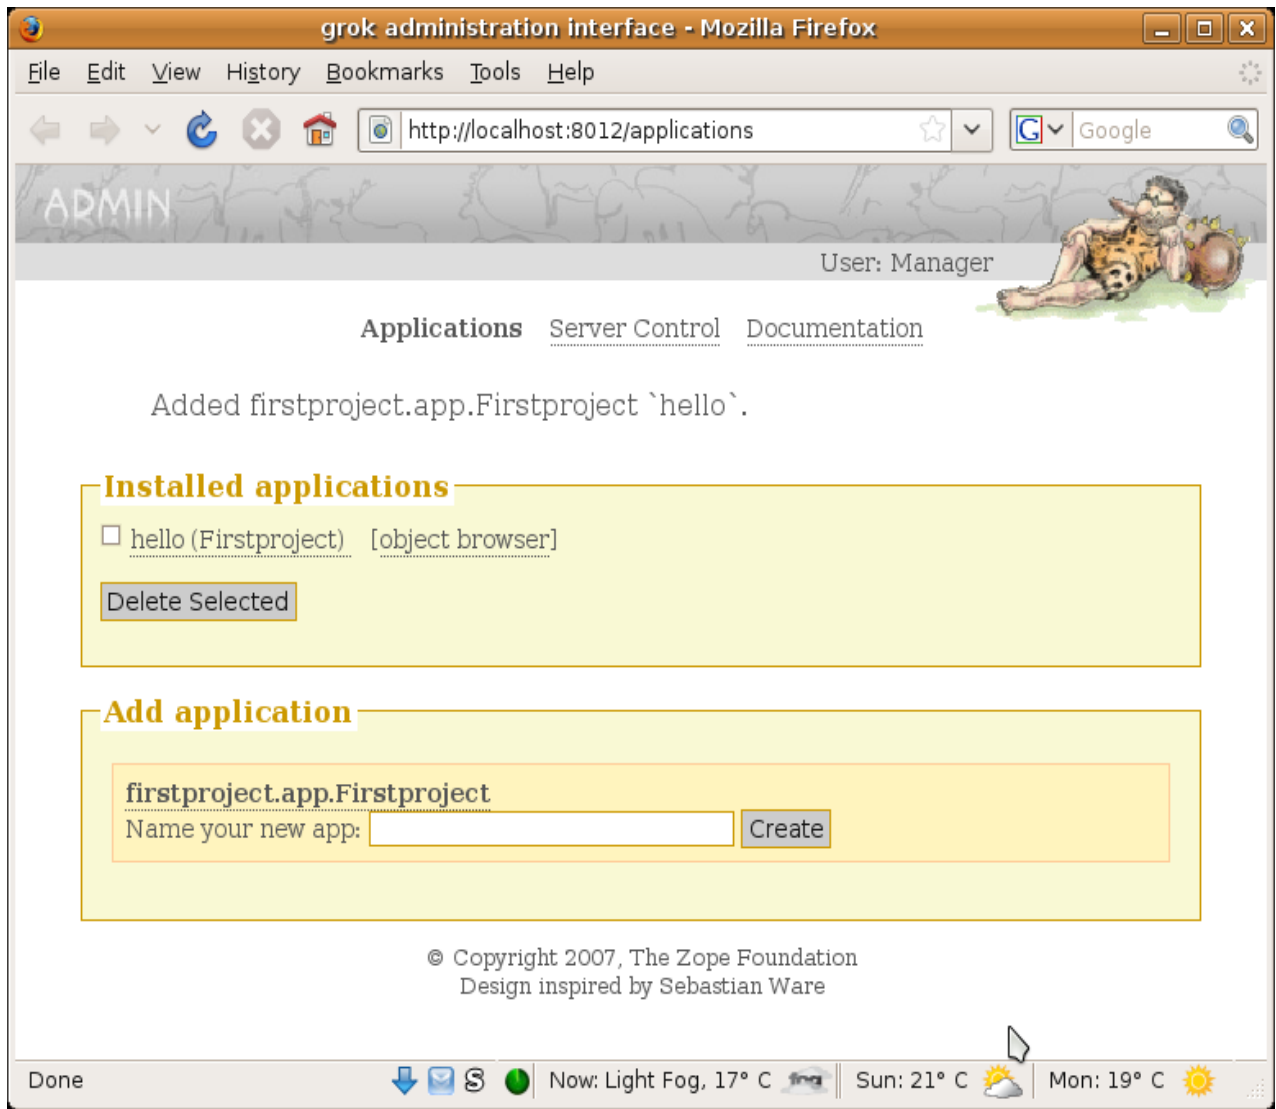 grok administration interface - Mozilla Firefox
File Edit View History Bookmarks Tools Help
http://localhost:8012/applications Google
ADMIN
User: Manager
Applications Server Control Documentation
Added firstproject.app.Firstproject `hello`.
Installed applications
hello (Firstproject) [object browser]
Delete Selected
Add application
firstproject.app.Firstproject
Name your new app: Create
© Copyright 2007, The Zope Foundation
Design inspired by Sebastian Ware
Done S Now: Light Fog, 17° C fog Sun: 21° C Mon: 19° C